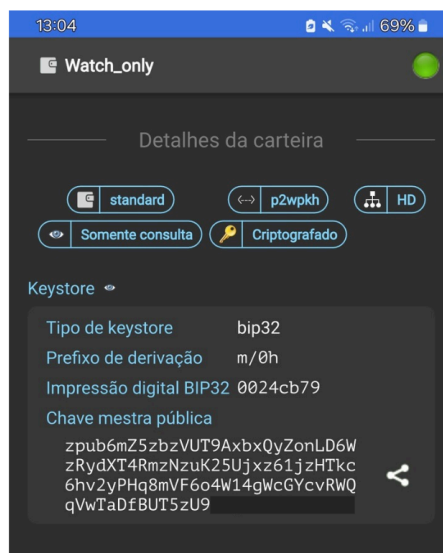 13:04 69%
Watch_only
Detalhes da carteira
standard p2wpkh HD
Somente consulta Criptografado
Keystore
Tipo de keystore bip32
Prefixo de derivação m/0h
Impressão digital BIP32 0024cb79
Chave mestra pública
zpub6mZ5zbzVUT9AxbxQyZonLD6W
zRydXT4RmzNzuK25Ujxz61jzHTkc
6hv2yPHq8mVF6o4W14gWcGYcvRWQ
qVwTaDfBUT5zU9